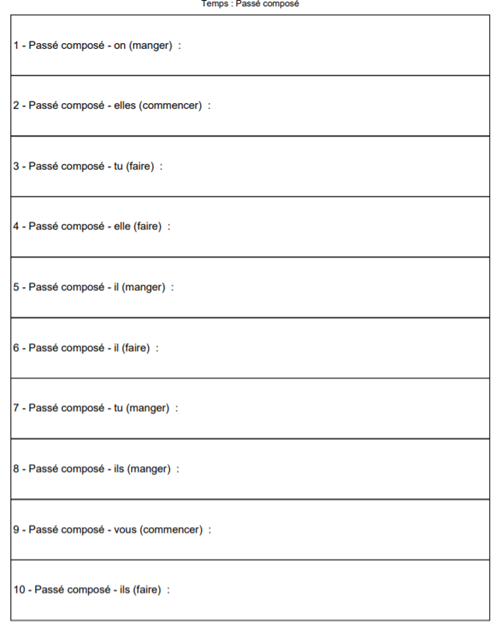 Temps : Passé composé
1 - Passé composé - on (manger)  :
2 - Passé composé - elles (commencer)  :
3 - Passé composé - tu (faire)  :
4 - Passé composé - elle (faire)  :
5 - Passé composé - il (manger)  :
6 - Passé composé - il (faire)  :
7 - Passé composé - tu (manger)  :
8 - Passé composé - ils (manger)  :
9 - Passé composé - vous (commencer)  :
10 - Passé composé - ils (faire)  :